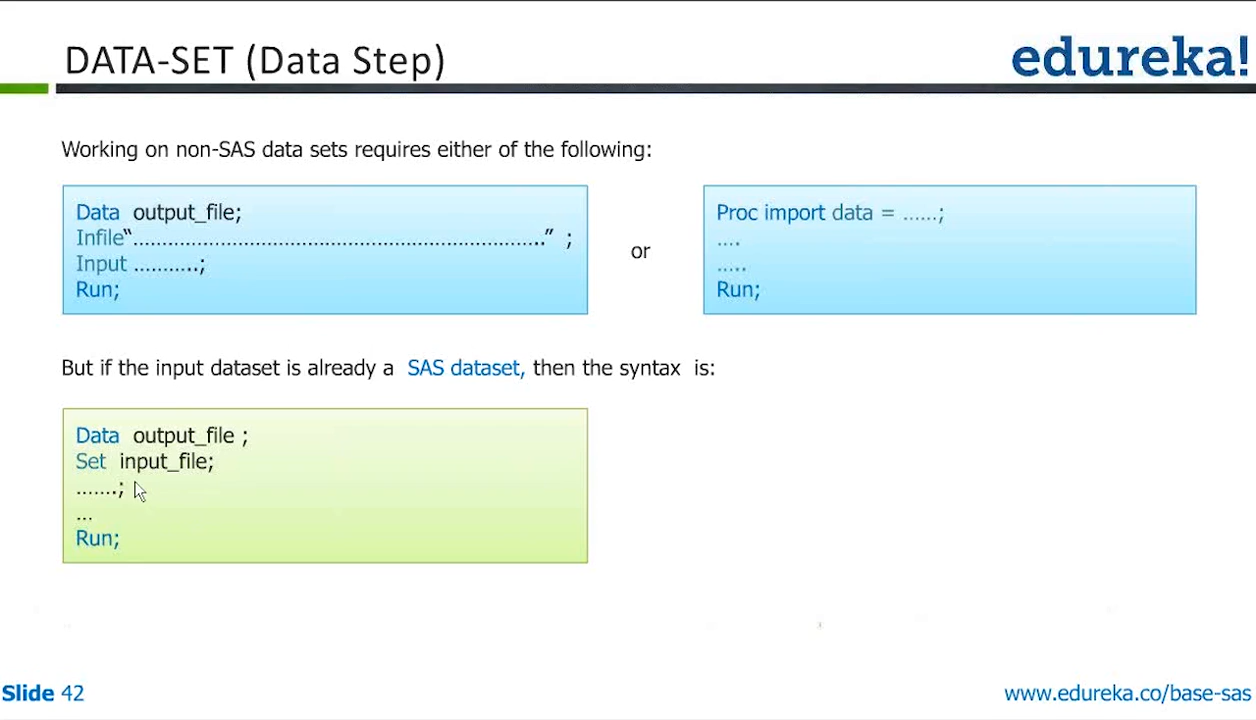 DATA-SET (Data Step)
edureka!
Working on non-SAS data sets requires either of the following:
Data output_file;
Infile“..........................................................................” ;
Input ...........;
Run;
or
Proc import data = ......;
....
.....
Run;
But if the input dataset is already a SAS dataset, then the syntax is:
Data output_file ;
Set input_file;
.......;
...
Run;
Slide 42
www.edureka.co/base-sas